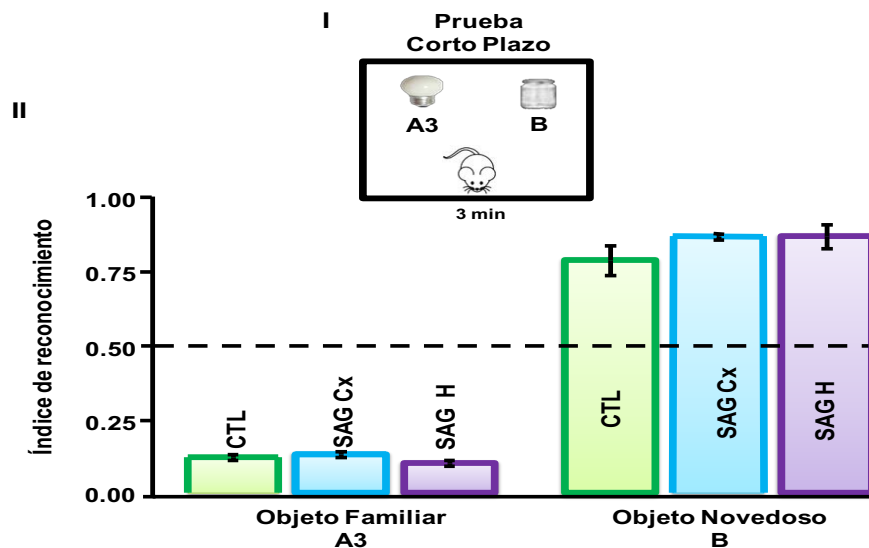 I
Prueba
Corto Plazo
A3
B
3 min
II
Índice de reconocimiento
1.00
0.75
0.50
0.25
0.00
CTL
SAG Cx
SAG H
CTL
SAG Cx
SAG H
Objeto Familiar
A3
Objeto Novedoso
B